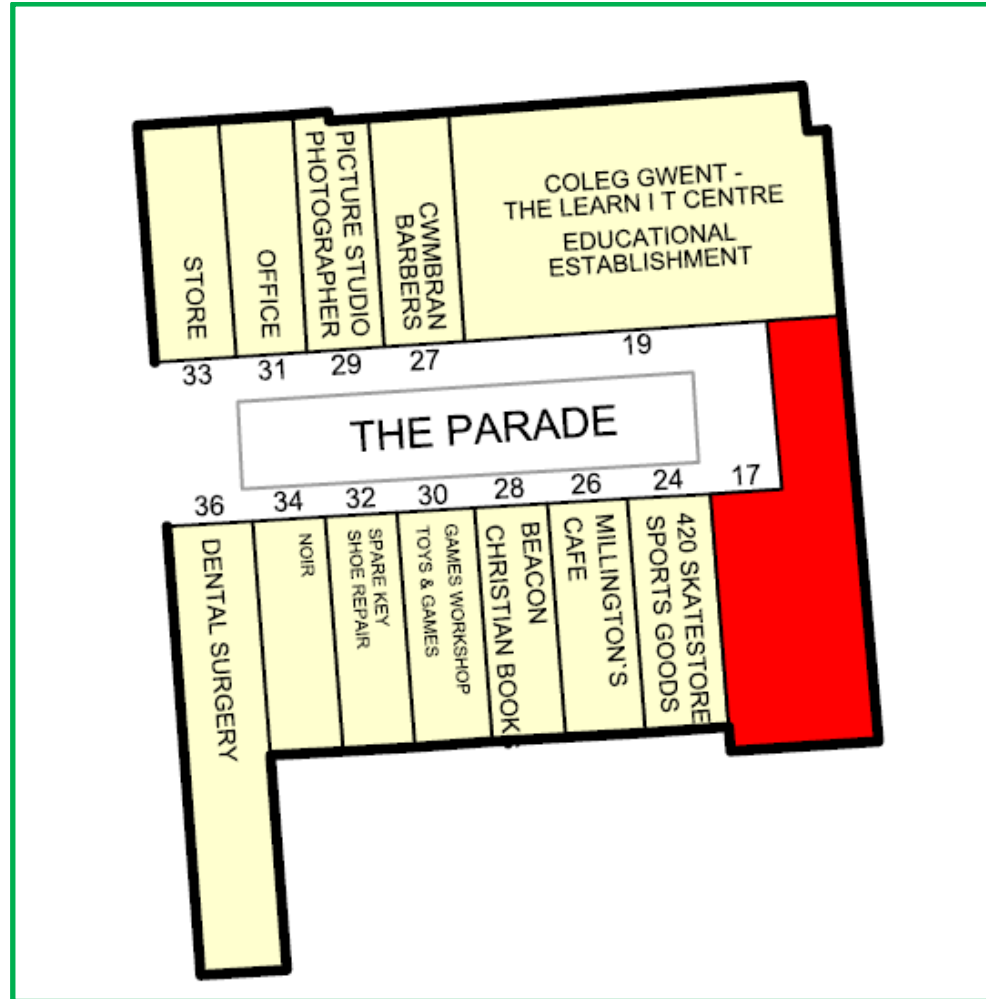 STORE
OFFICE
PICTURE STUDIO
PHOTOGRAPHER
CWMBRAN
BARBERS
COLEG GWENT -
THE LEARN I T CENTRE
EDUCATIONAL
ESTABLISHMENT
33
31
29
27
19
THE PARADE
36
34
32
30
28
26
24
17
DENTAL SURGERY
NOIR
SPARE KEY
SHOE REPAIR
GAMES WORKSHOP
TOYS & GAMES
BEACON
CHRISTIAN BOOK
MILLINGTON`S
CAFE
420 SKATESTORE
SPORTS GOODS